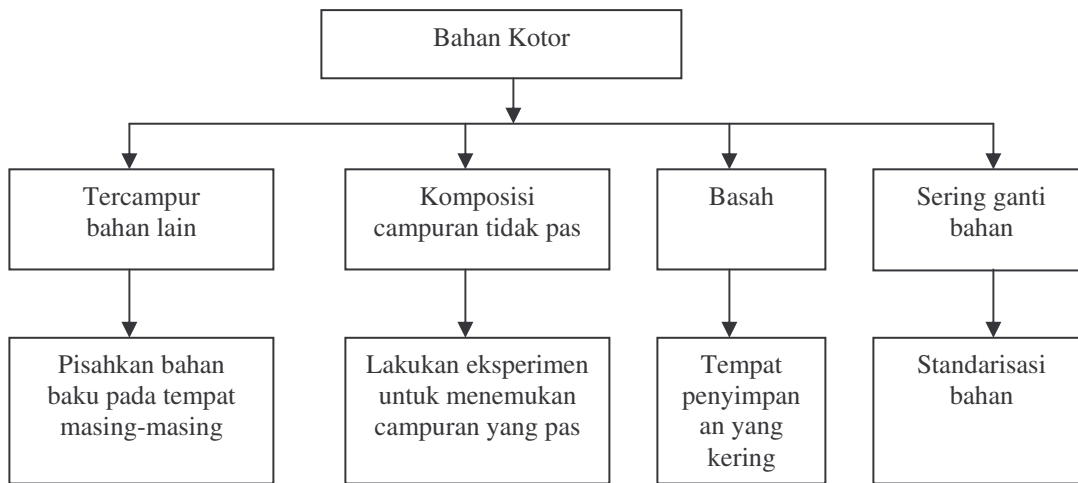 Bahan Kotor
Tercampur
bahan lain
Komposisi
campuran tidak pas
Basah
Sering ganti
bahan
Pisahkan bahan
baku pada tempat
masing-masing
Lakukan eksperimen
untuk menemukan
campuran yang pas
Tempat
penyimpan
an yang
kering
Standarisasi
bahan